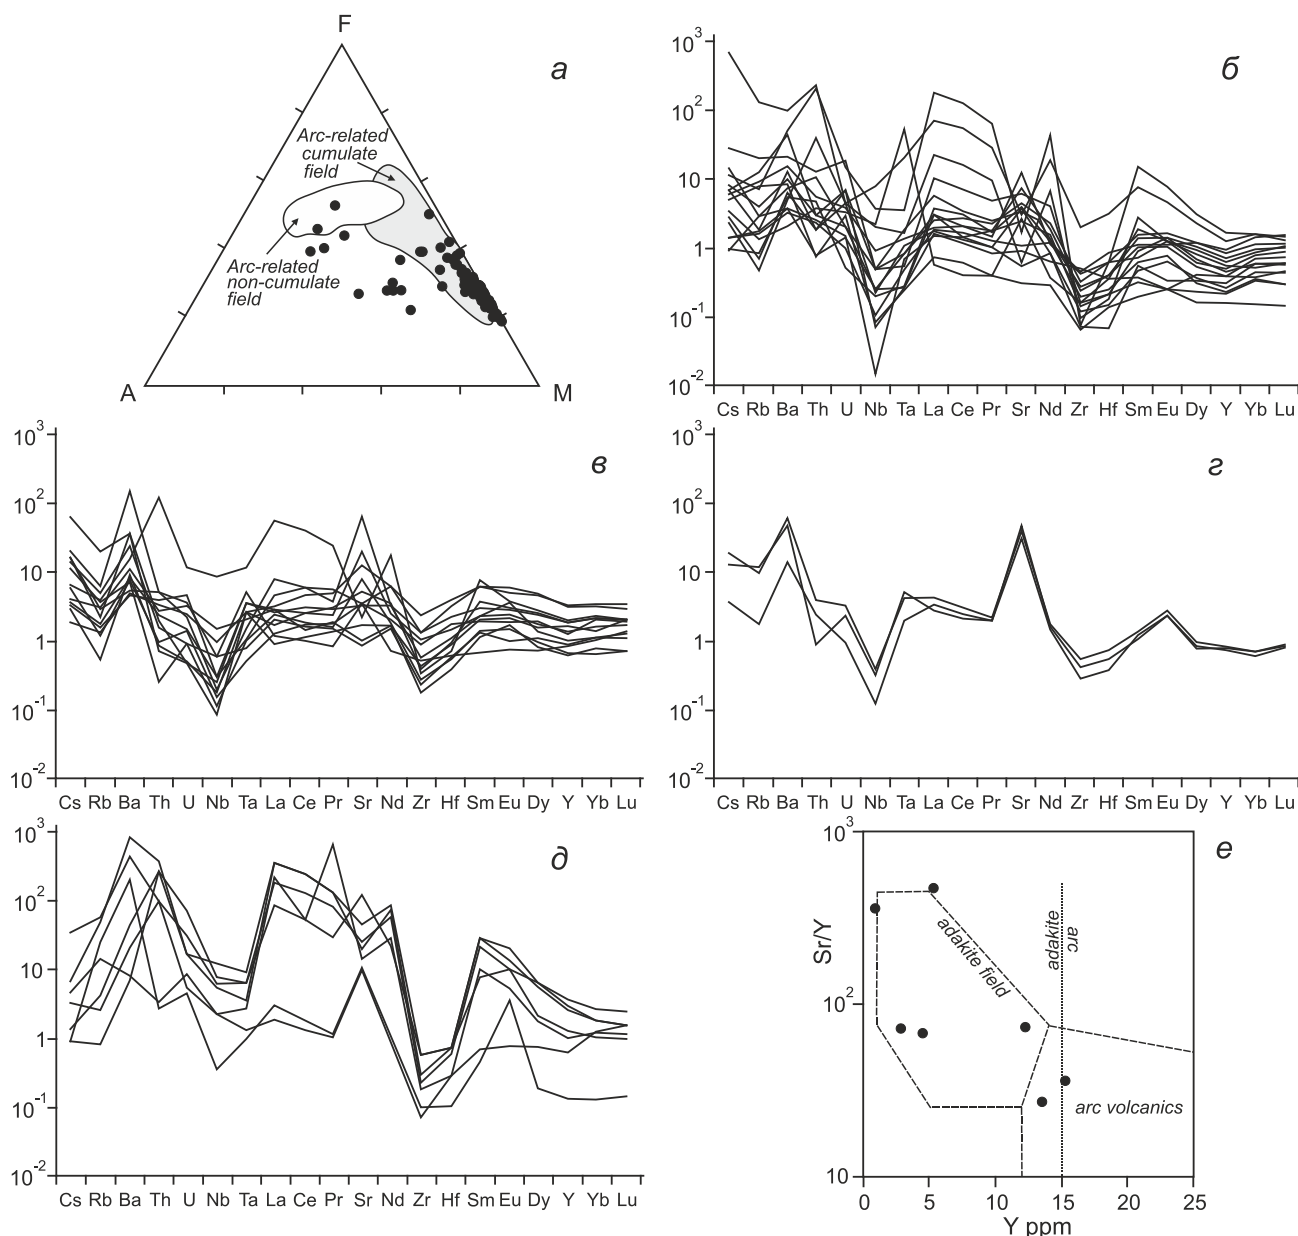 F
а
Arc-related
cumulate
field
Arc-related
non-cumulate
field
A
M
б
10³
10²
10
1
10⁻¹
10⁻²
Cs Rb Ba Th U Nb Ta La Ce Pr Sr Nd Zr Hf Sm Eu Dy Y Yb Lu
в
10³
10²
10
1
10⁻¹
10⁻²
Cs Rb Ba Th U Nb Ta La Ce Pr Sr Nd Zr Hf Sm Eu Dy Y Yb Lu
г
10³
10²
10
1
10⁻¹
10⁻²
Cs Rb Ba Th U Nb Ta La Ce Pr Sr Nd Zr Hf Sm Eu Dy Y Yb Lu
д
10³
10²
10
1
10⁻¹
10⁻²
Cs Rb Ba Th U Nb Ta La Ce Pr Sr Nd Zr Hf Sm Eu Dy Y Yb Lu
е
10³
10²
10
Sr/Y
adakite field
adakite
arc
arc volcanics
0 5 10 15 20 25
Y ppm